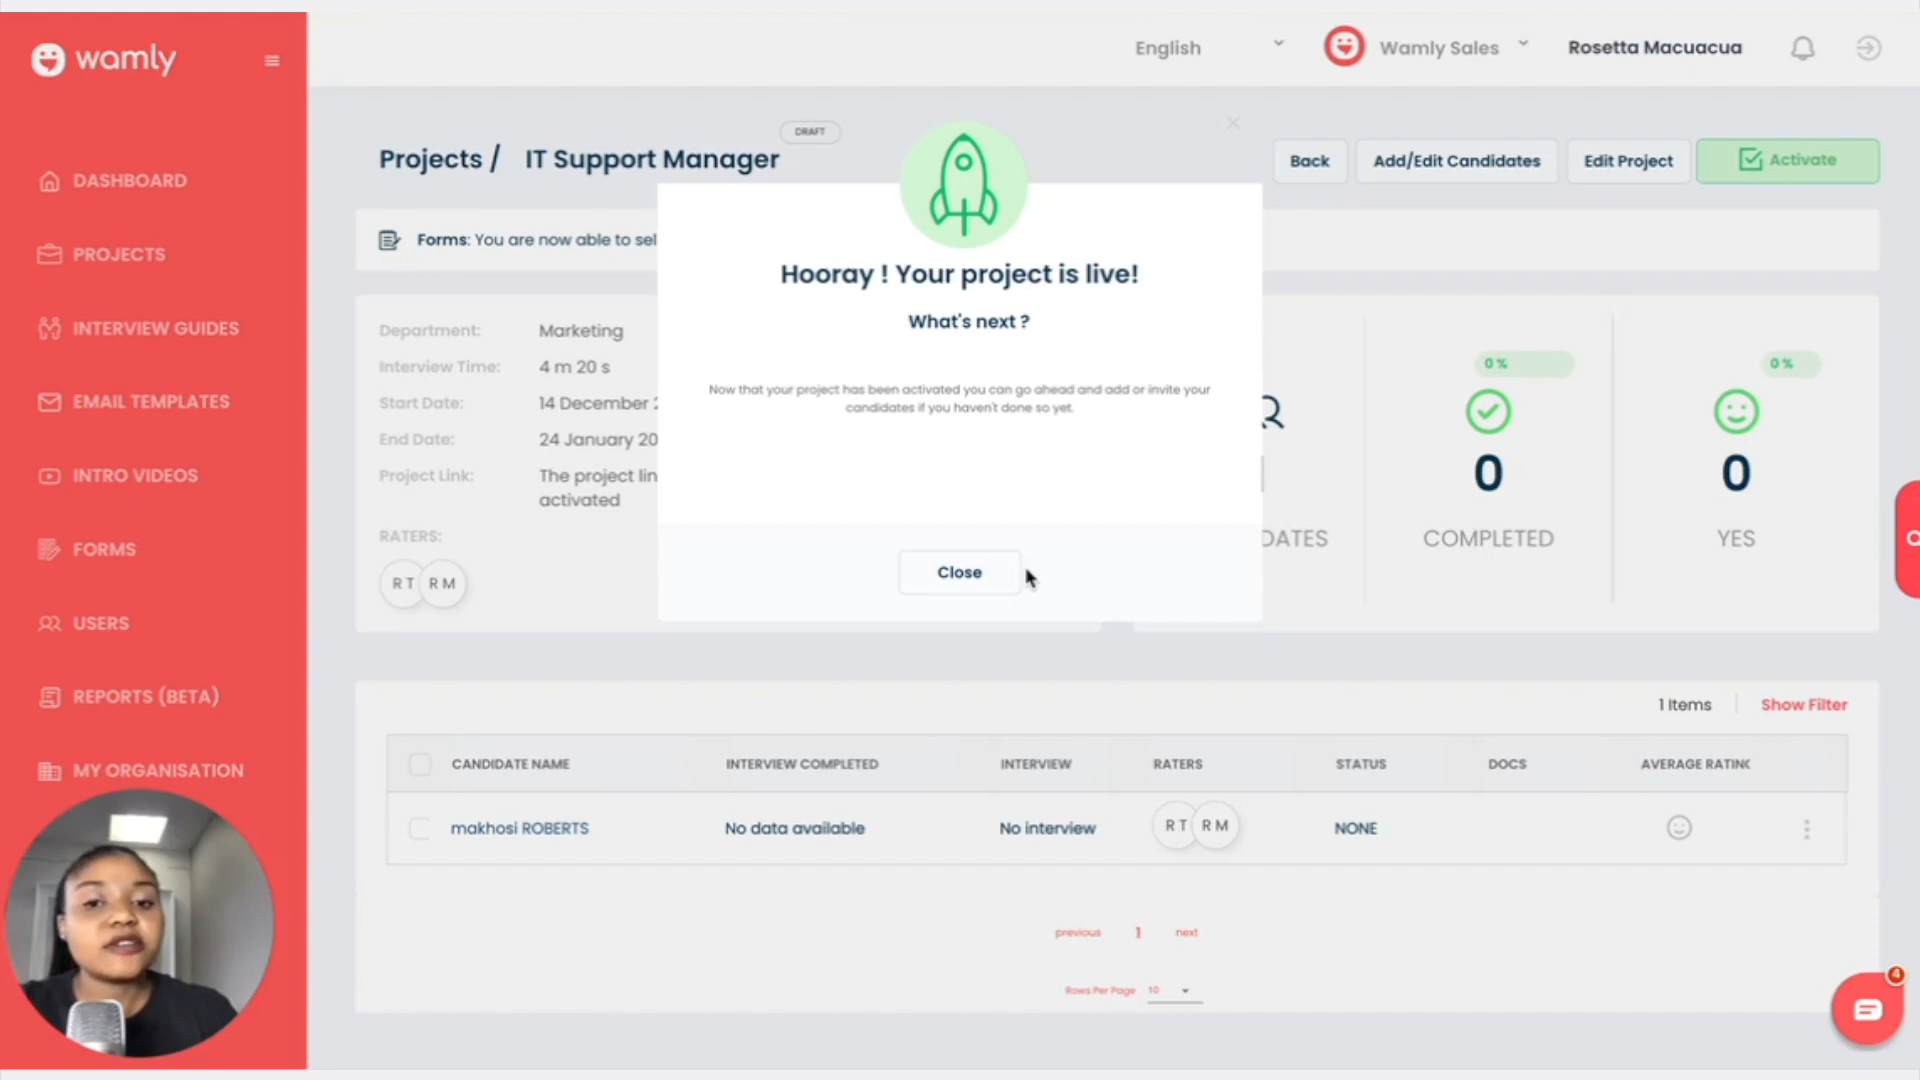 wamly
English
Wamly Sales
Rosetta Macuacua
DASHBOARD
PROJECTS
INTERVIEW GUIDES
EMAIL TEMPLATES
INTRO VIDEOS
FORMS
USERS
REPORTS (BETA)
MY ORGANISATION
DRAFT
Projects / IT Support Manager
Back
Add/Edit Candidates
Edit Project
Activate
Forms: You are now able to sel
Hooray ! Your project is live!
What's next ?
Now that your project has been activated you can go ahead and add or invite your
candidates if you haven't done so yet.
Close
Department: Marketing
Interview Time: 4 m 20 s
Start Date: 14 December 2
End Date: 24 January 20
Project Link: The project lin
activated
RATERS:
R T R M
DATES
0 %
0
COMPLETED
0 %
0
YES
1 Items
Show Filter
CANDIDATE NAME INTERVIEW COMPLETED INTERVIEW RATERS STATUS DOCS AVERAGE RATING
makhosi ROBERTS No data available No interview R T R M NONE
previous 1 next
Rows Per Page 10
4